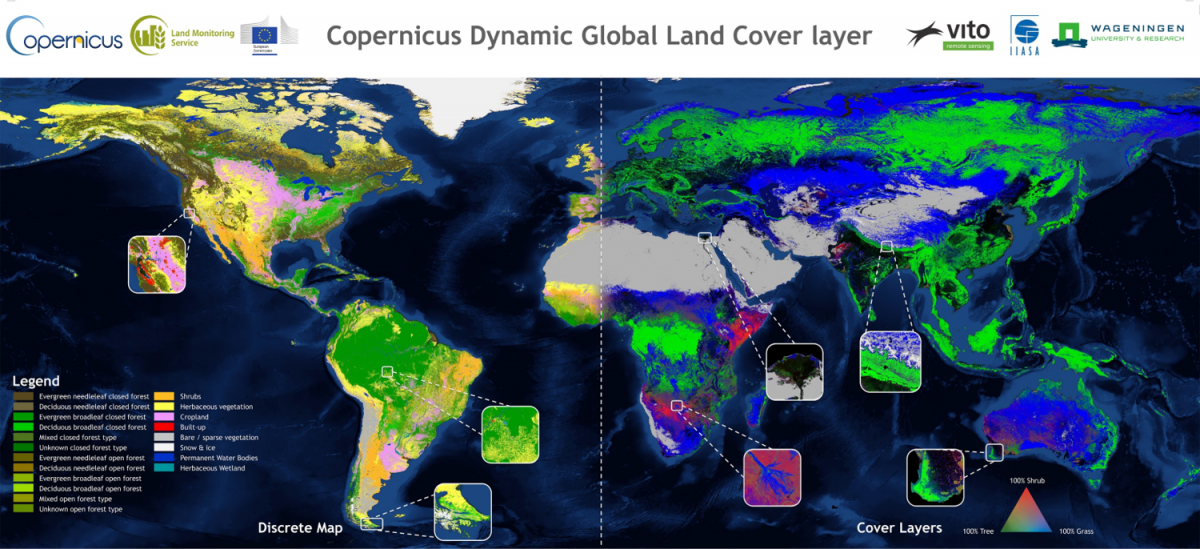 Copernicus
Land Monitoring
Service
European
Commission
Copernicus Dynamic Global Land Cover layer
vito
remote sensing
IIASA
WAGENINGEN
UNIVERSITY & RESEARCH
Legend
Evergreen needleleaf closed forest
Deciduous needleleaf closed forest
Evergreen broadleaf closed forest
Deciduous broadleaf closed forest
Mixed closed forest type
Unknown closed forest type
Evergreen needleleaf open forest
Deciduous needleleaf open forest
Evergreen broadleaf open forest
Deciduous broadleaf open forest
Mixed open forest type
Unknown open forest type
Shrubs
Herbaceous vegetation
Cropland
Built-up
Bare / sparse vegetation
Snow & Ice
Permanent Water Bodies
Herbaceous Wetland
Discrete Map
Cover Layers
100% Shrub
100% Tree
100% Grass